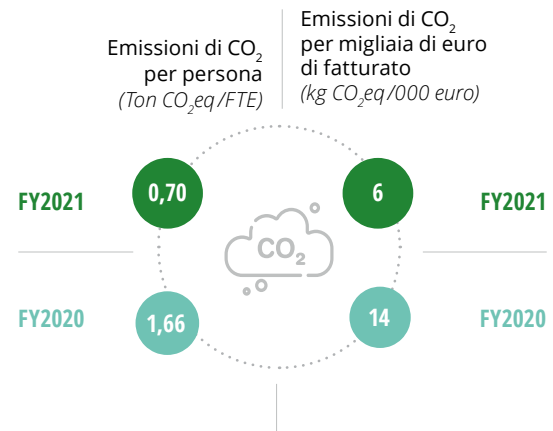 Emissioni di CO₂
per persona
(Ton CO₂eq/FTE)
Emissioni di CO₂
per migliaia di euro
di fatturato
(kg CO₂eq/000 euro)
FY2021
0,70
6
FY2021
CO₂
FY2020
1,66
14
FY2020